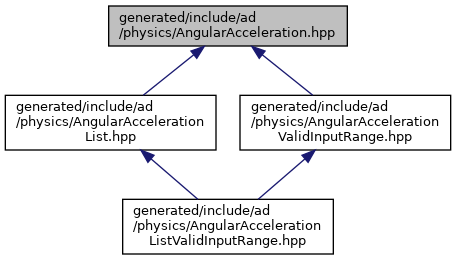 generated/include/ad
/physics/AngularAcceleration.hpp
generated/include/ad
/physics/AngularAcceleration
List.hpp
generated/include/ad
/physics/AngularAcceleration
ValidInputRange.hpp
generated/include/ad
/physics/AngularAcceleration
ListValidInputRange.hpp